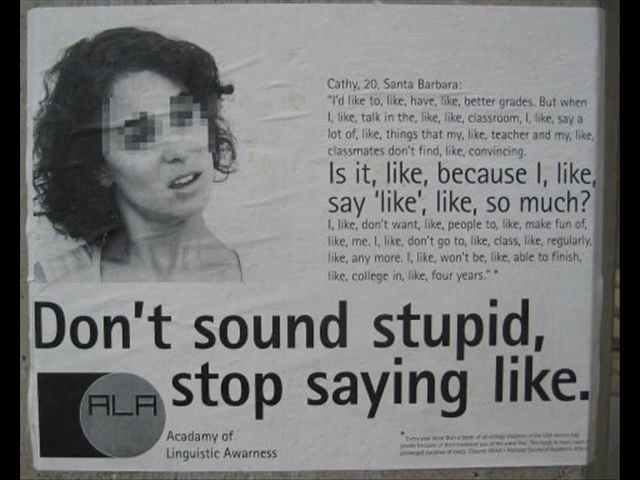 Cathy, 20, Santa Barbara:
"I'd like to, like, have, like, better grades. But when
I, like, talk in the, like, like, classroom, I, like, say a
lot of, like, things that my, like, teacher and my, like,
classmates don't find, like, convincing.
Is it, like, because I, like,
say 'like', like, so much?
I, like, don't want, like, people to, like, make fun of,
like, me. I, like, don't go to, like, class, like, regularly,
like, any more. I, like, won't be, like, able to finish,
like, college in, like, four years." *
Don't sound stupid,
stop saying like.
ALA
Acadamy of
Linguistic Awarness